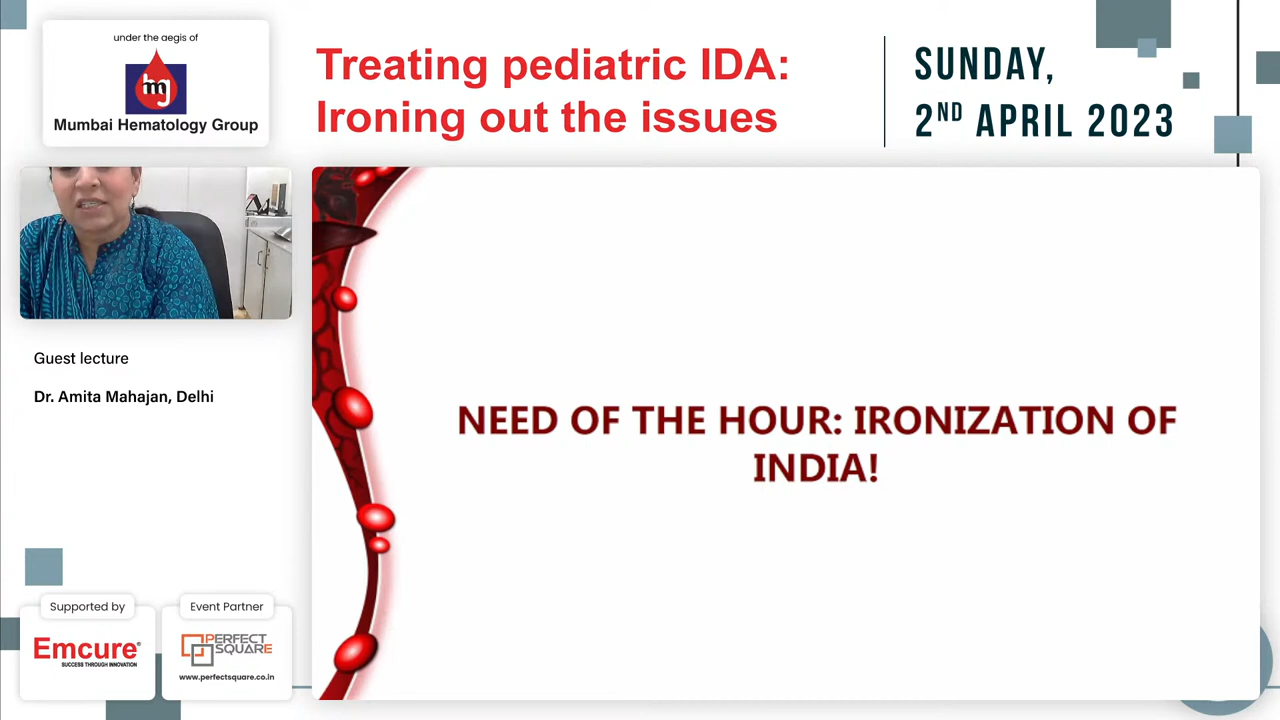 under the aegis of
hmg
Mumbai Hematology Group
Treating pediatric IDA:
Ironing out the issues
SUNDAY,
2ND APRIL 2023
Guest lecture
Dr. Amita Mahajan, Delhi
NEED OF THE HOUR: IRONIZATION OF
INDIA!
Supported by
Emcure®
SUCCESS THROUGH INNOVATION
Event Partner
PERFECT
SQUARE
www.perfectsquare.co.in